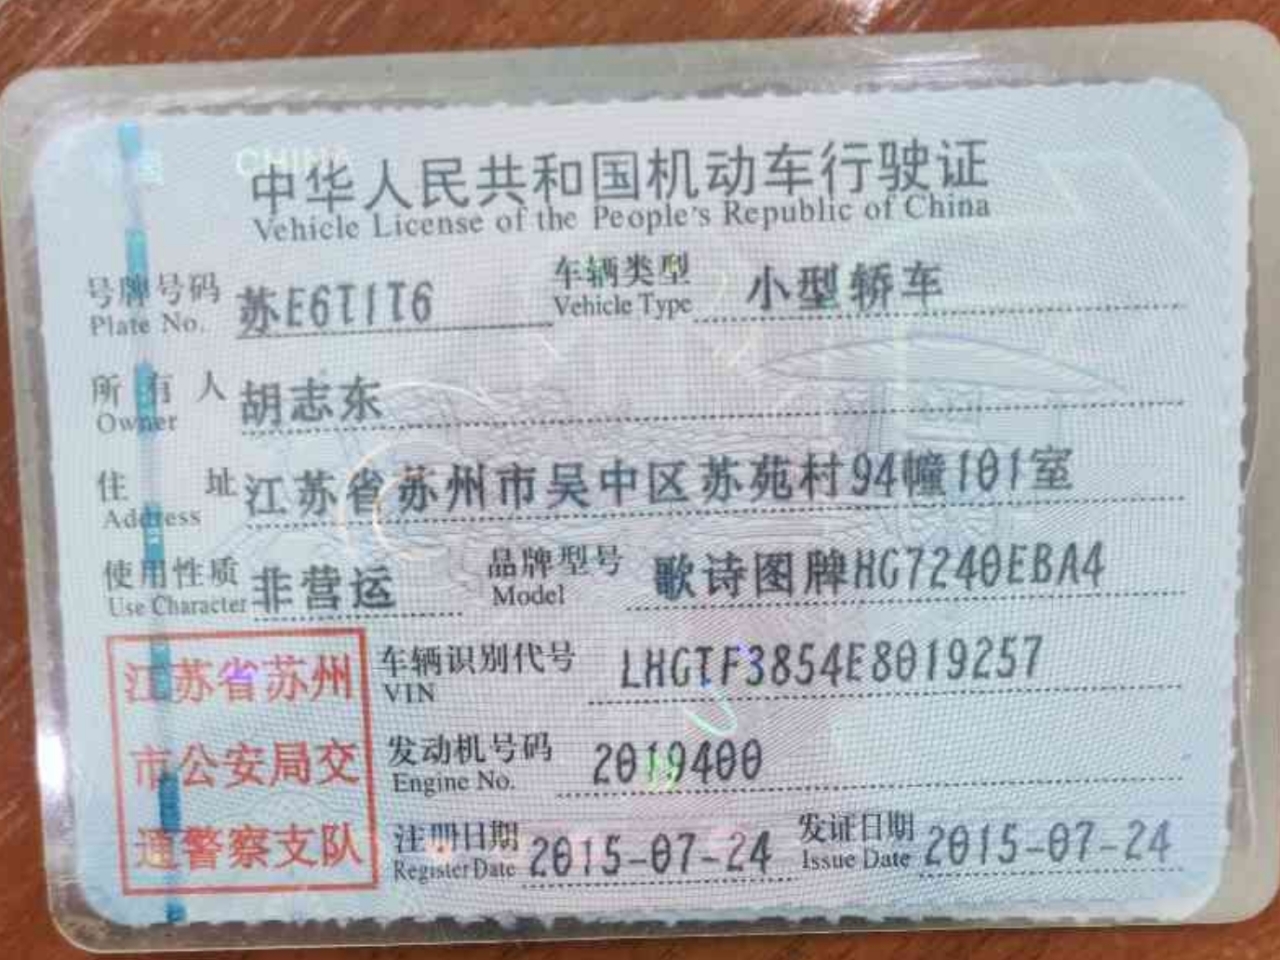 CHINA
中华人民共和国机动车行驶证
Vehicle License of the People's Republic of China
号牌号码 苏E6T1T6 车辆类型 小型轿车
Plate No. Vehicle Type
所有人 胡志东
Owner
住址 江苏省苏州市吴中区苏苑村94幢101室
Address
使用性质 非营运 品牌型号 歌诗图牌HG7240EBA4
Use Character Model
江苏省苏州
市公安局交
通警察支队
车辆识别代号 LHGTF3854E8019257
VIN
发动机号码 2019400
Engine No.
注册日期 2015-07-24 发证日期 2015-07-24
Register Date Issue Date